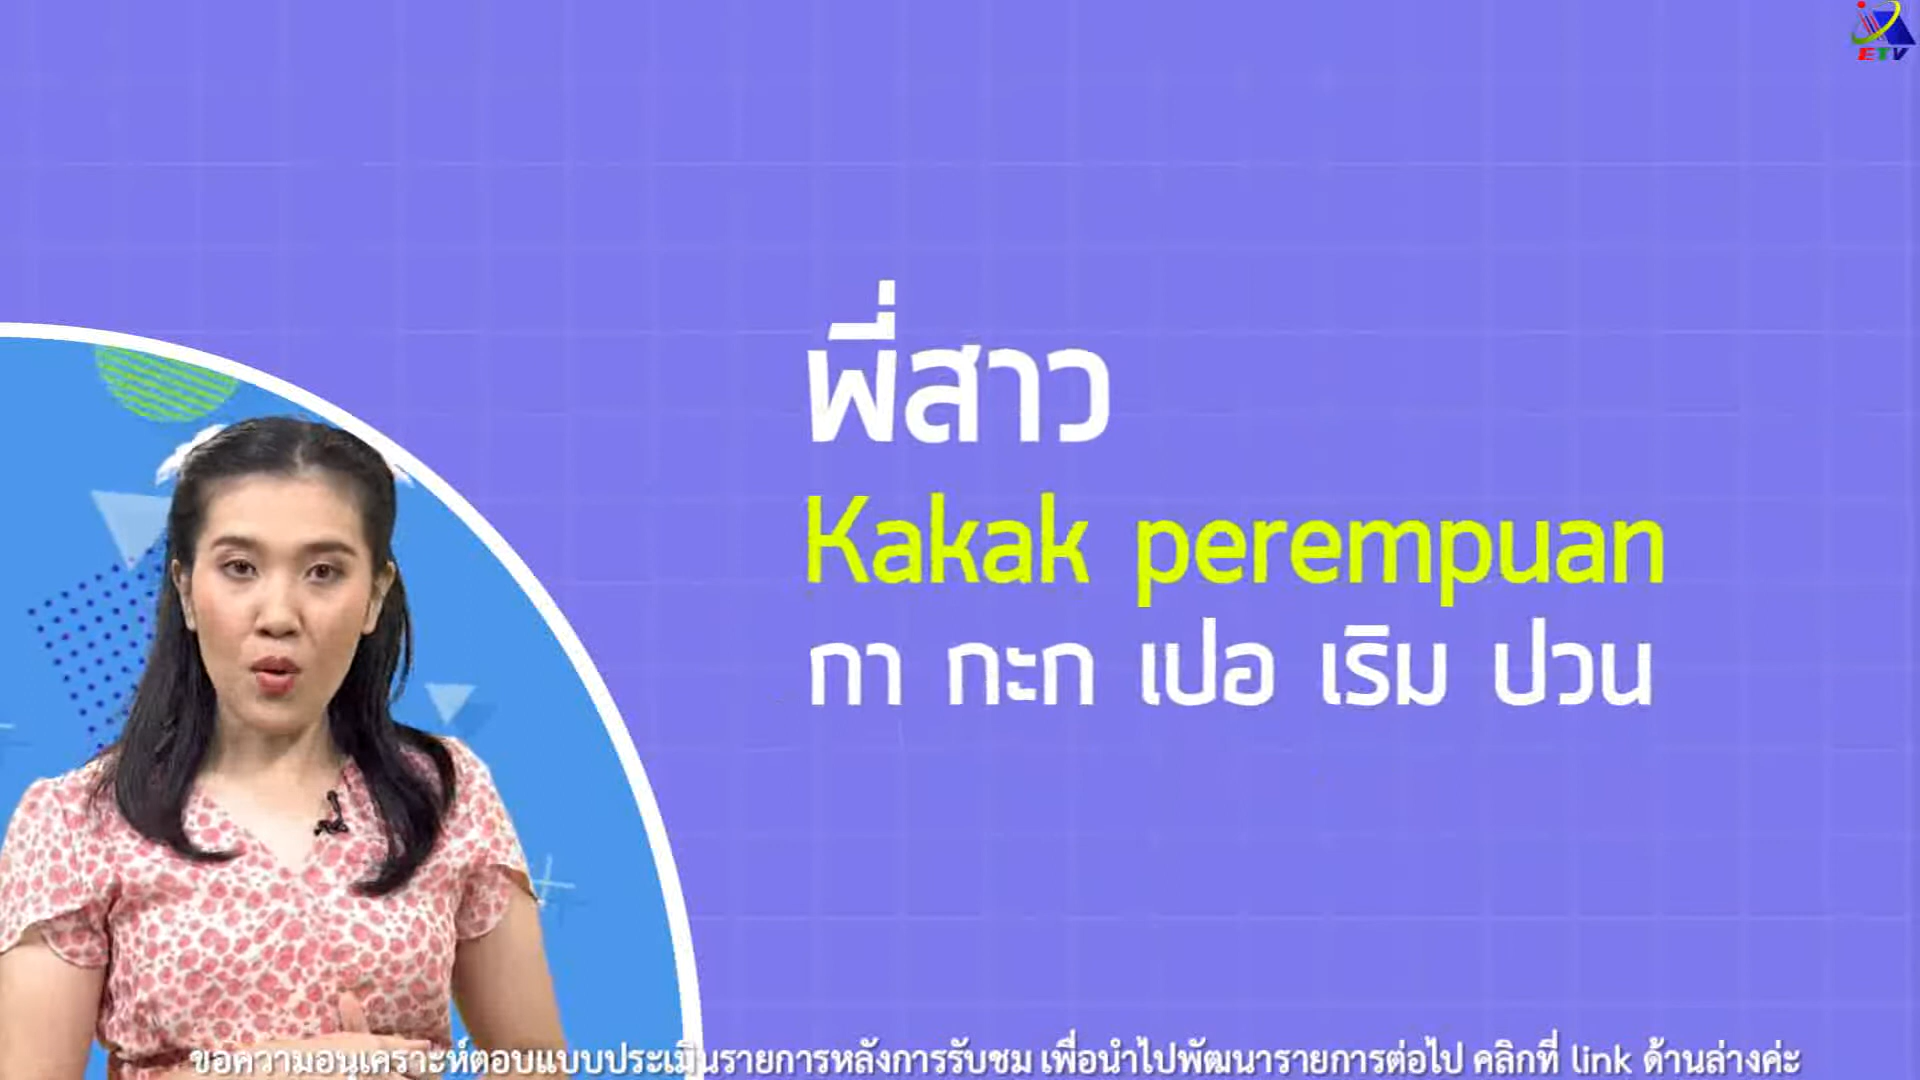 ETV
พี่สาว
Kakak perempuan
กา กะก เปอ เริม ปวน
ขอความอนุเคราะห์ตอบแบบประเมินรายการหลังการรับชม เพื่อนำไปพัฒนารายการต่อไป คลิกที่ link ด้านล่างค่ะ